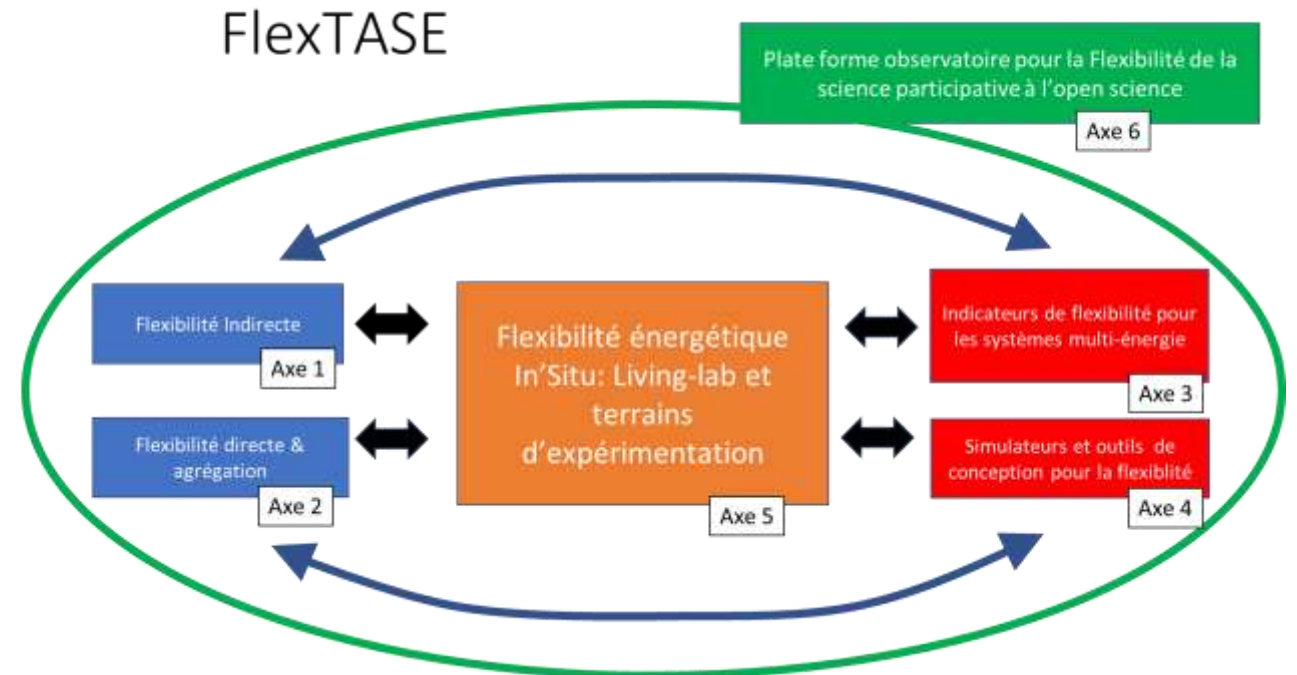 FlexTASE
Plate forme observatoire pour la Flexibilité de la
science participative à l'open science
Axe 6
Flexibilité Indirecte
Axe 1
Flexibilité directe &
agrégation
Axe 2
Flexibilité énergétique
In'Situ: Living-lab et
terrains
d'expérimentation
Axe 5
Indicateurs de flexibilité pour
les systèmes multi-énergie
Axe 3
Simulateurs et outils de
conception pour la flexiblité
Axe 4